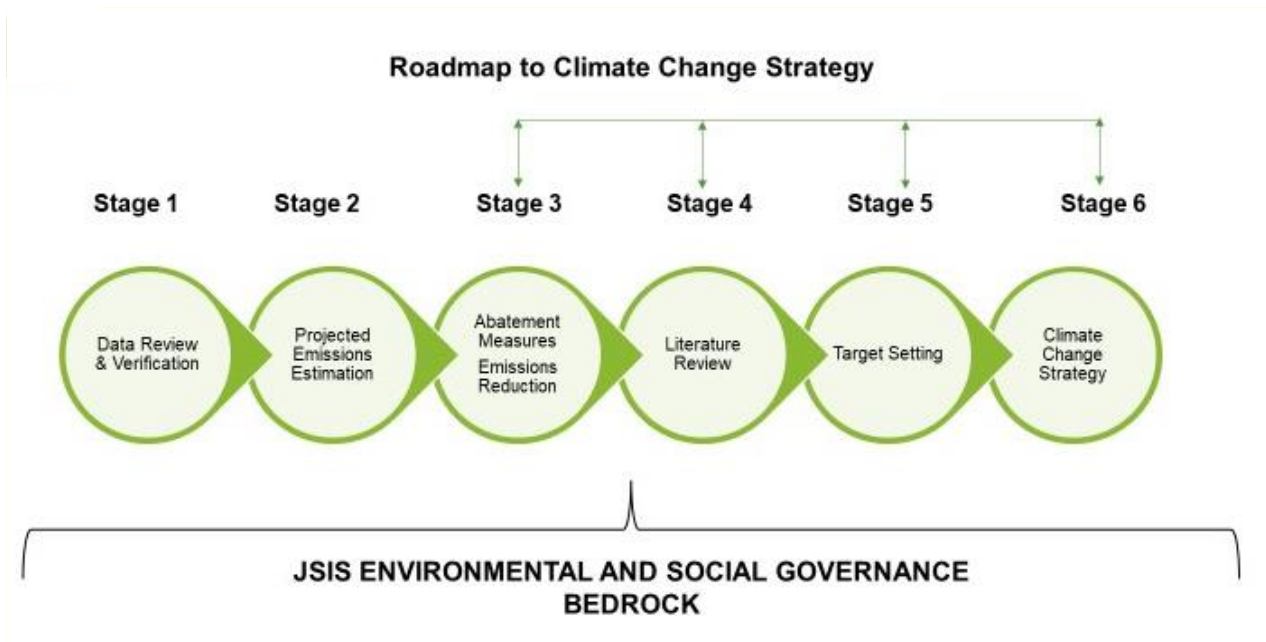 Roadmap to Climate Change Strategy
Stage 1
Stage 2
Stage 3
Stage 4
Stage 5
Stage 6
Data Review
& Verification
Projected
Emissions
Estimation
Abatement
Measures
Emissions
Reduction
Literature
Review
Target Setting
Climate
Change
Strategy
JSIS ENVIRONMENTAL AND SOCIAL GOVERNANCE
BEDROCK